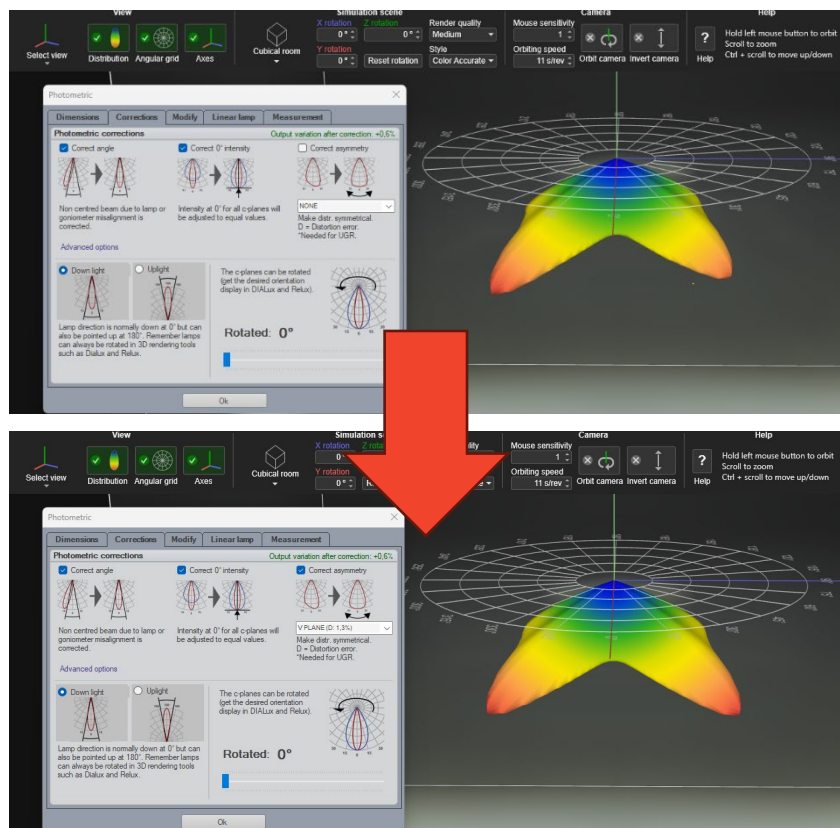 View
Simulation scene
Camera
Help
Select view
Distribution
Angular grid
Axes
Cubical room
X rotation
0°
Z rotation
0°
Y rotation
0°
Reset rotation
Render quality
Medium
Style
Color Accurate
Mouse sensitivity
1
Orbiting speed
11 s/rev
Orbit camera
Invert camera
?
Help
Hold left mouse button to orbit
Scroll to zoom
Ctrl + scroll to move up/down
Photometric
Dimensions
Corrections
Modify
Linear lamp
Measurement
Photometric corrections
Output variation after correction: +0,6%
Correct angle
Correct 0° intensity
Correct asymmetry
Non centred beam due to lamp or
goniometer misalignment is
corrected.
Intensity at 0° for all c-planes will
be adjusted to equal values.
NONE
Make distr. symmetrical.
D = Distortion error.
*Needed for UGR.
Advanced options
Down light
Uplight
Lamp direction is normally down at 0° but can
also be pointed up at 180°. Remember lamps
can always be rotated in 3D rendering tools
such as Dialux and Relux.
The c-planes can be rotated
(get the desired orientation
display in DIALux and Relux).
Rotated: 0°
Ok
View
Camera
Help
Select view
Distribution
Angular grid
Axes
Cubical room
X rotation
Y rotation
0°
Mouse sensitivity
1
Orbiting speed
11 s/rev
Orbit camera
Invert camera
?
Help
Hold left mouse button to orbit
Scroll to zoom
Ctrl + scroll to move up/down
Photometric
Dimensions
Corrections
Modify
Linear lamp
Measurement
Photometric corrections
Output variation after correction: +0,6%
Correct angle
Correct 0° intensity
Correct asymmetry
Non centred beam due to lamp or
goniometer misalignment is
corrected.
Intensity at 0° for all c-planes will
be adjusted to equal values.
V PLANE (D: 1,3%)
Make distr. symmetrical.
D = Distortion error.
*Needed for UGR.
Advanced options
Down light
Uplight
Lamp direction is normally down at 0° but can
also be pointed up at 180°. Remember lamps
can always be rotated in 3D rendering tools
such as Dialux and Relux.
The c-planes can be rotated
(get the desired orientation
display in DIALux and Relux).
Rotated: 0°
Ok